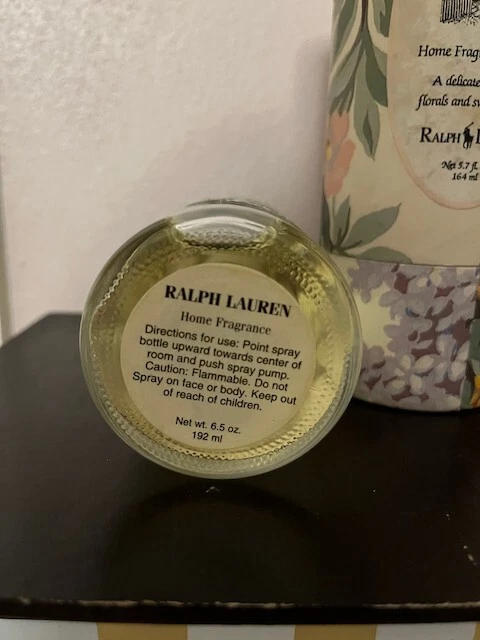 RALPH LAUREN
Home Fragrance
Directions for use: Point spray
bottle upward towards center of
room and push spray pump.
Caution: Flammable. Do not
Spray on face or body. Keep out
of reach of children.
Net wt. 6.5 oz.
192 ml
Home
A delicate
florals and
RALPH
Net 5.7 fl.
164 ml